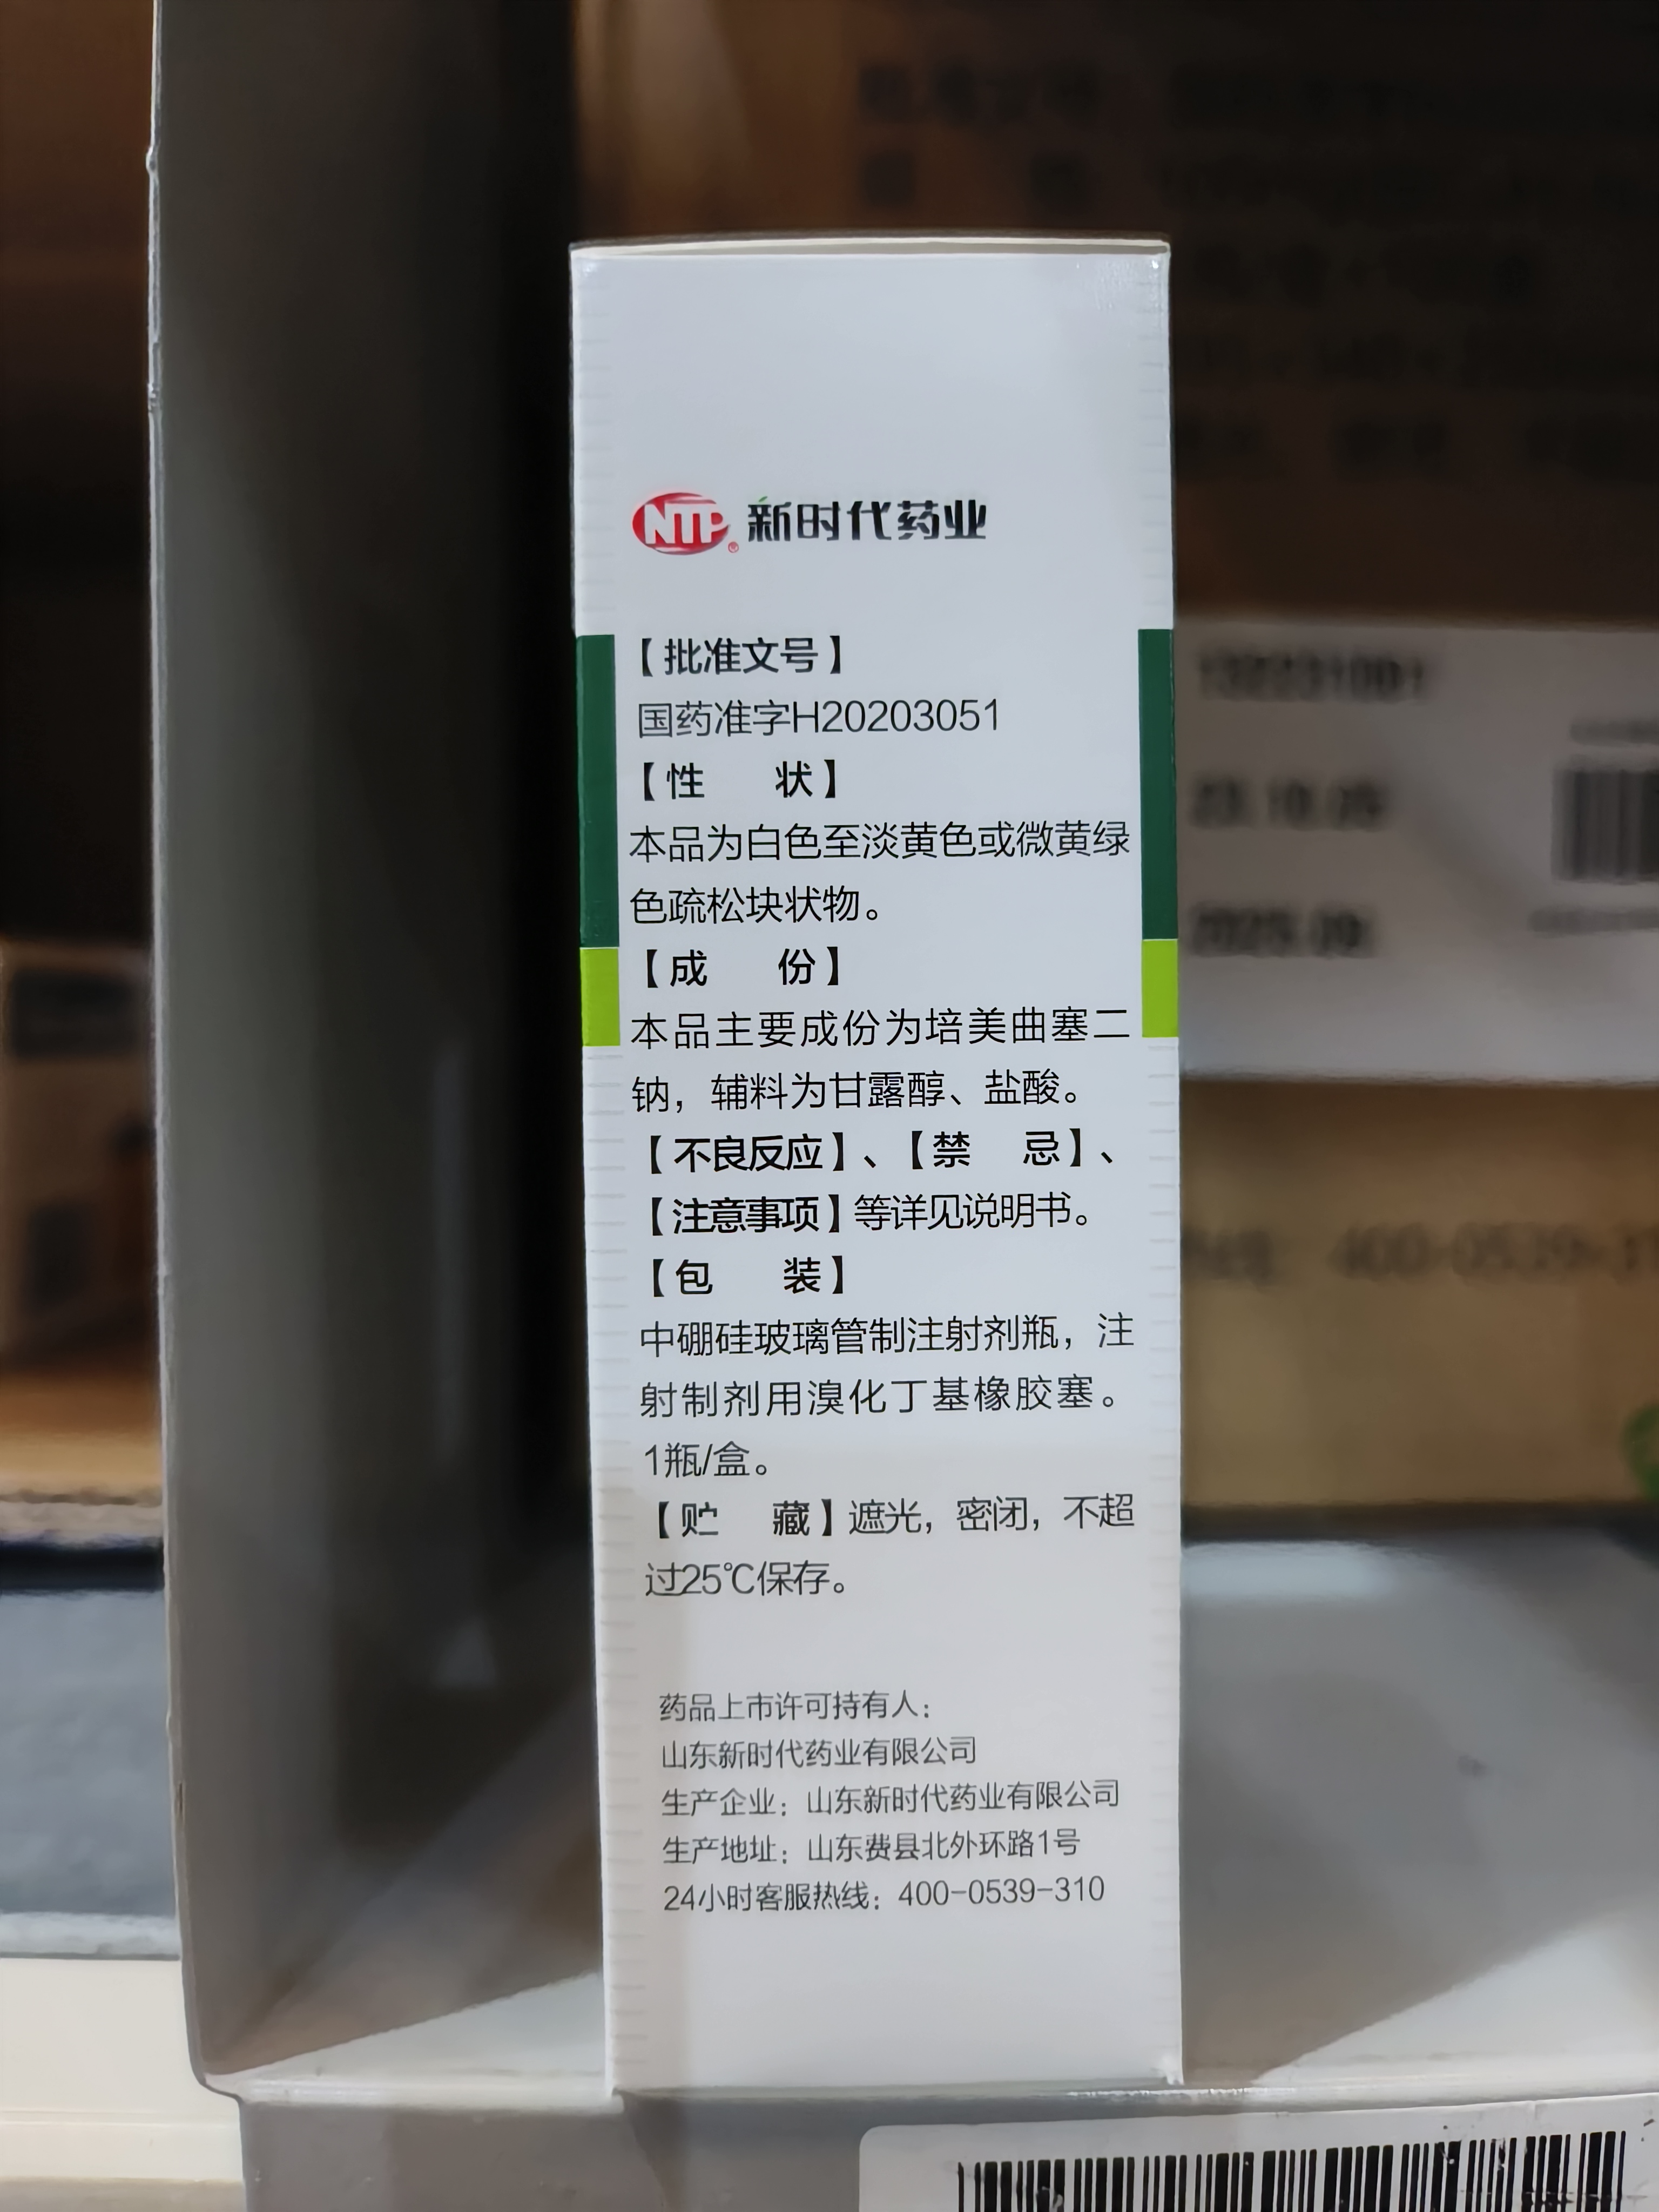 NTP® 新时代药业
【批准文号】
国药准字H20203051
【性 状】
本品为白色至淡黄色或微黄绿
色疏松块状物。
【成 份】
本品主要成份为培美曲塞二
钠，辅料为甘露醇、盐酸。
【不良反应】、【禁 忌】、
【注意事项】等详见说明书。
【包 装】
中硼硅玻璃管制注射剂瓶，注
射制剂用溴化丁基橡胶塞。
1瓶/盒。
【贮 藏】遮光，密闭，不超
过25℃保存。
药品上市许可持有人：
山东新时代药业有限公司
生产企业：山东新时代药业有限公司
生产地址：山东费县北外环路1号
24小时客服热线：400-0539-310
400-0539-